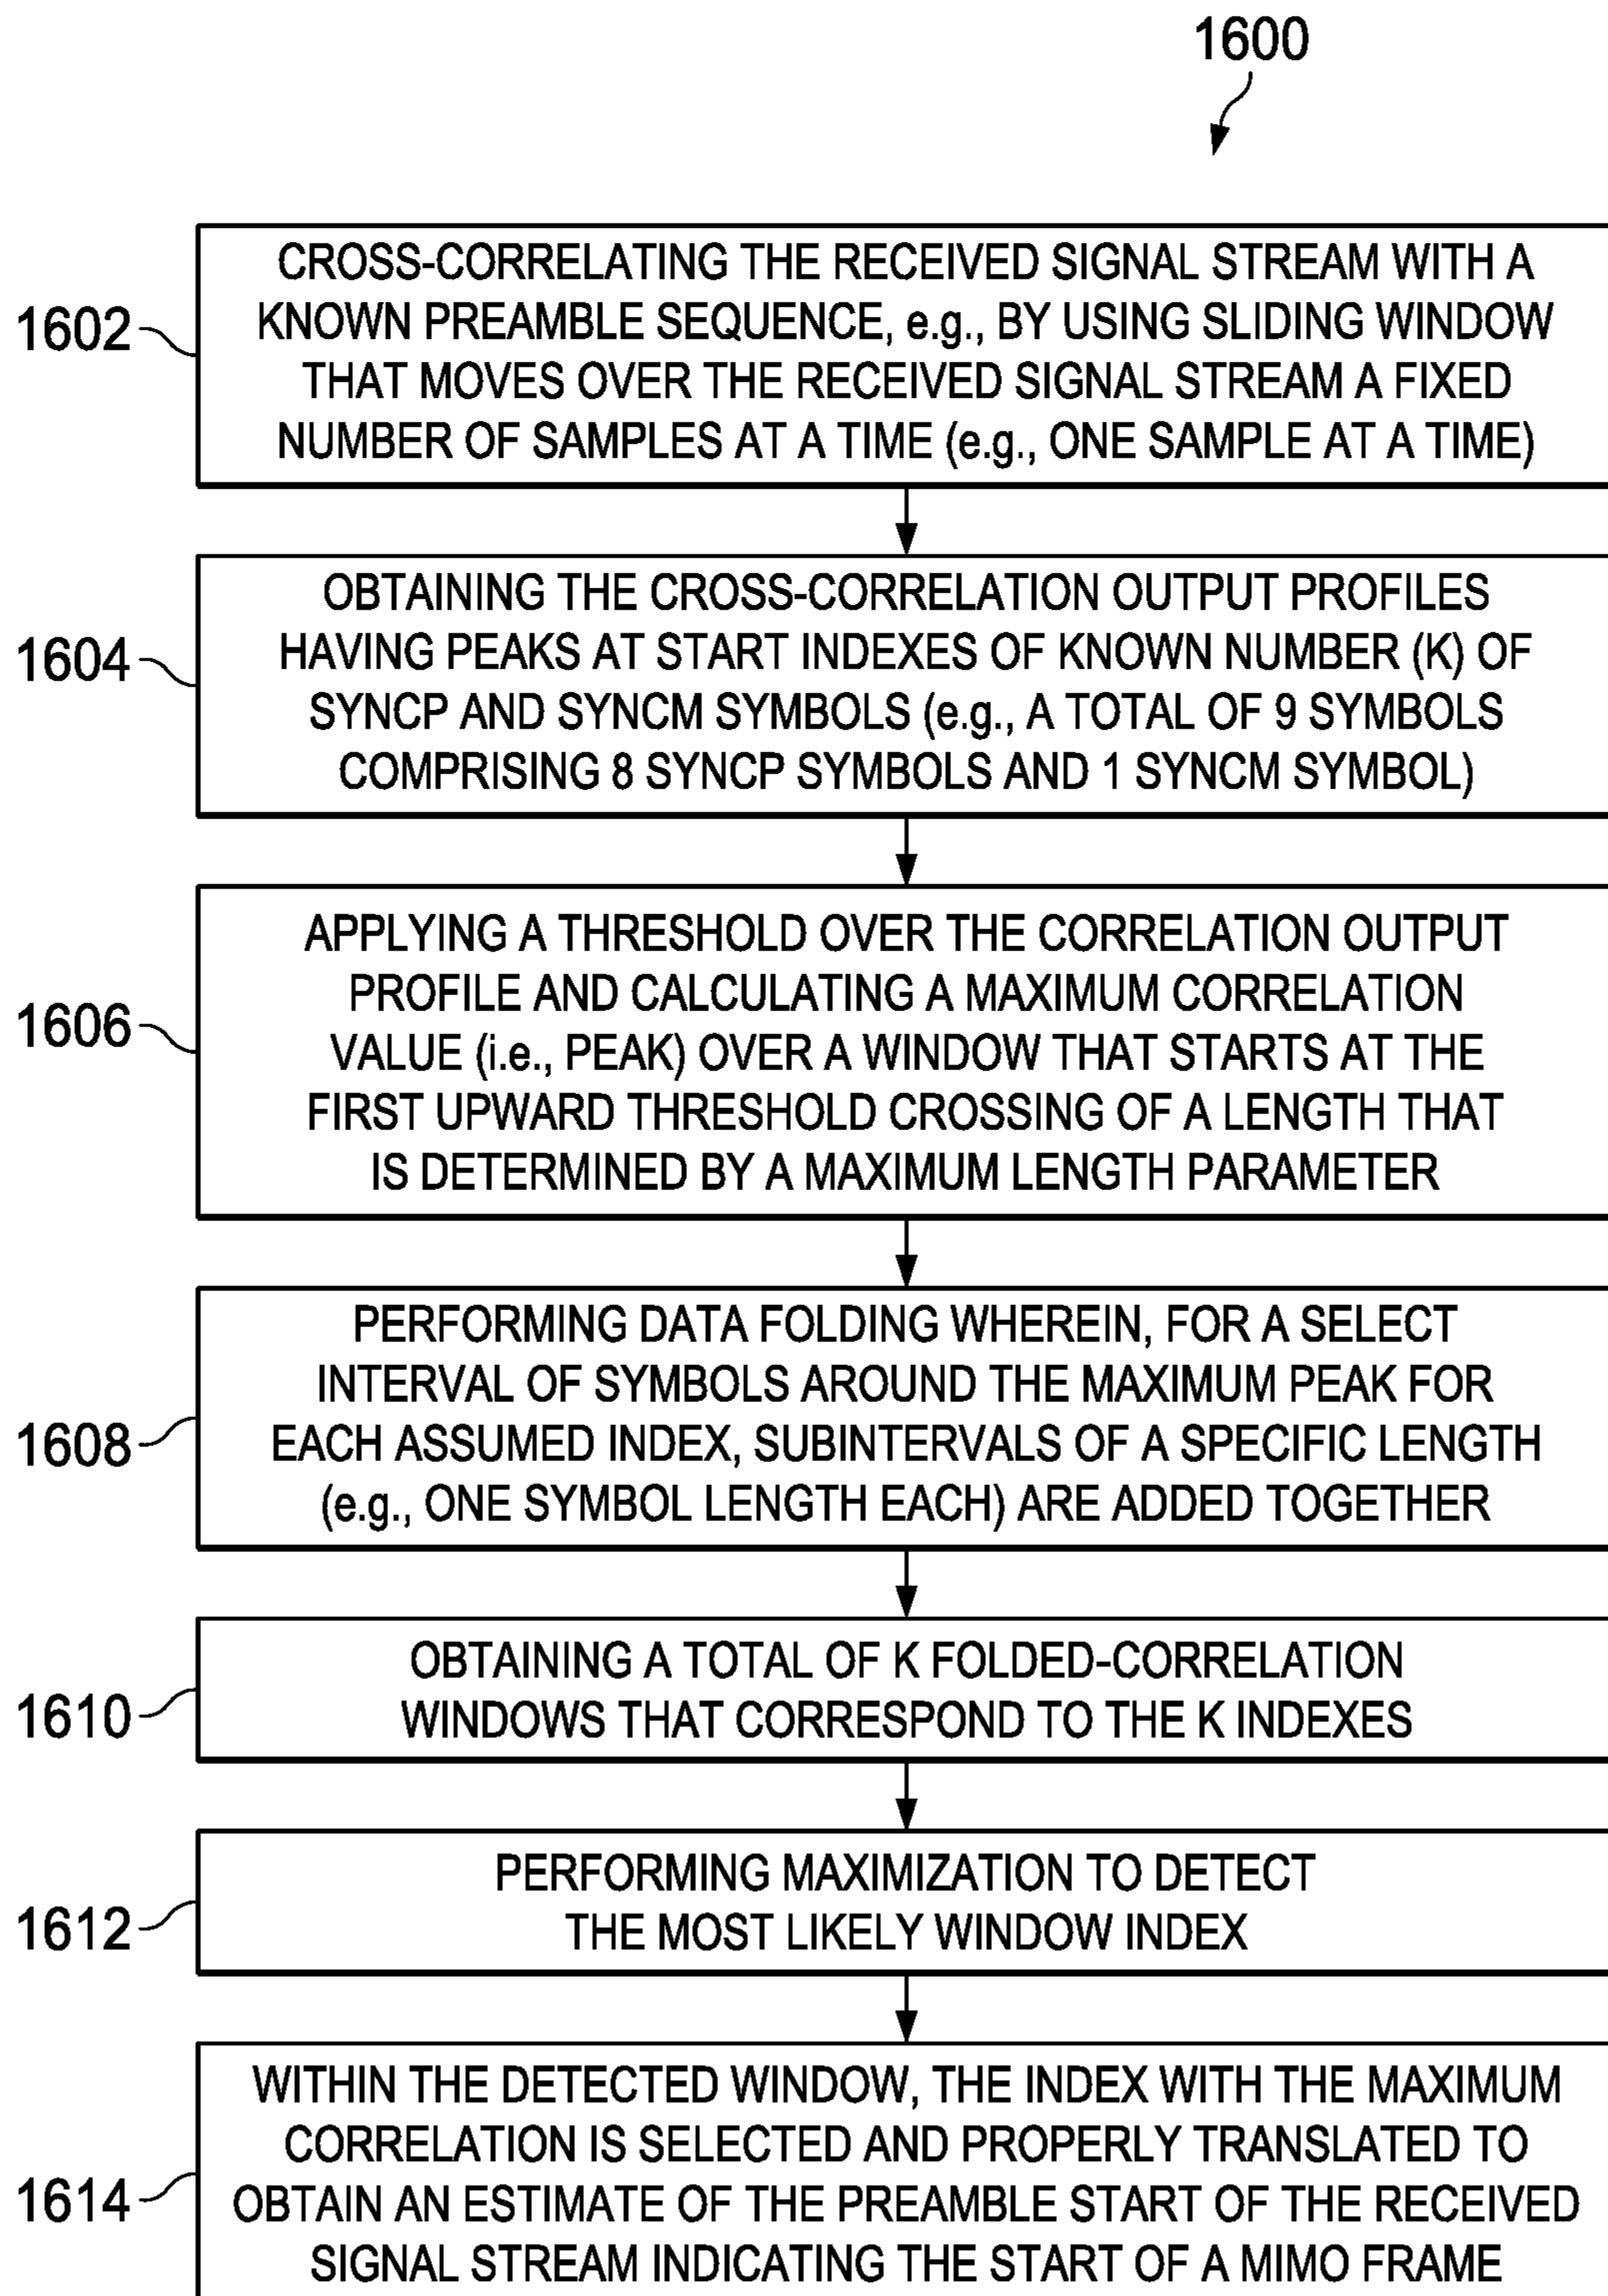 1600
1602
CROSS-CORRELATING THE RECEIVED SIGNAL STREAM WITH A
KNOWN PREAMBLE SEQUENCE, e.g., BY USING SLIDING WINDOW
THAT MOVES OVER THE RECEIVED SIGNAL STREAM A FIXED
NUMBER OF SAMPLES AT A TIME (e.g., ONE SAMPLE AT A TIME)
1604
OBTAINING THE CROSS-CORRELATION OUTPUT PROFILES
HAVING PEAKS AT START INDEXES OF KNOWN NUMBER (K) OF
SYNCP AND SYNCM SYMBOLS (e.g., A TOTAL OF 9 SYMBOLS
COMPRISING 8 SYNCP SYMBOLS AND 1 SYNCM SYMBOL)
1606
APPLYING A THRESHOLD OVER THE CORRELATION OUTPUT
PROFILE AND CALCULATING A MAXIMUM CORRELATION
VALUE (i.e., PEAK) OVER A WINDOW THAT STARTS AT THE
FIRST UPWARD THRESHOLD CROSSING OF A LENGTH THAT
IS DETERMINED BY A MAXIMUM LENGTH PARAMETER
1608
PERFORMING DATA FOLDING WHEREIN, FOR A SELECT
INTERVAL OF SYMBOLS AROUND THE MAXIMUM PEAK FOR
EACH ASSUMED INDEX, SUBINTERVALS OF A SPECIFIC LENGTH
(e.g., ONE SYMBOL LENGTH EACH) ARE ADDED TOGETHER
1610
OBTAINING A TOTAL OF K FOLDED-CORRELATION
WINDOWS THAT CORRESPOND TO THE K INDEXES
1612
PERFORMING MAXIMIZATION TO DETECT
THE MOST LIKELY WINDOW INDEX
1614
WITHIN THE DETECTED WINDOW, THE INDEX WITH THE MAXIMUM
CORRELATION IS SELECTED AND PROPERLY TRANSLATED TO
OBTAIN AN ESTIMATE OF THE PREAMBLE START OF THE RECEIVED
SIGNAL STREAM INDICATING THE START OF A MIMO FRAME